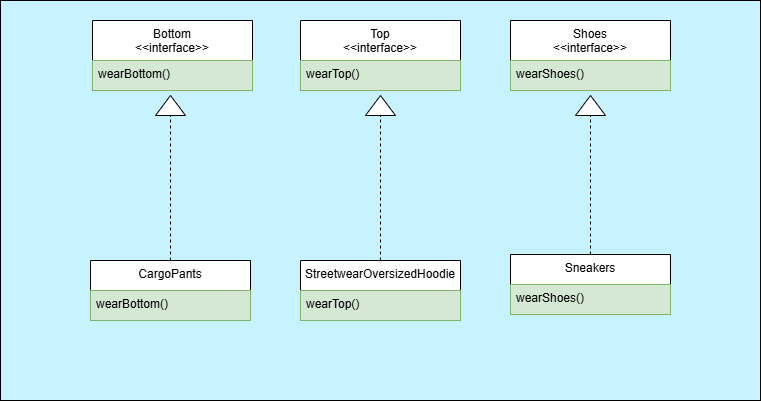 Bottom
<<interface>>
wearBottom()
Top
<<interface>>
wearTop()
Shoes
<<interface>>
wearShoes()
CargoPants
wearBottom()
StreetwearOversizedHoodie
wearTop()
Sneakers
wearShoes()